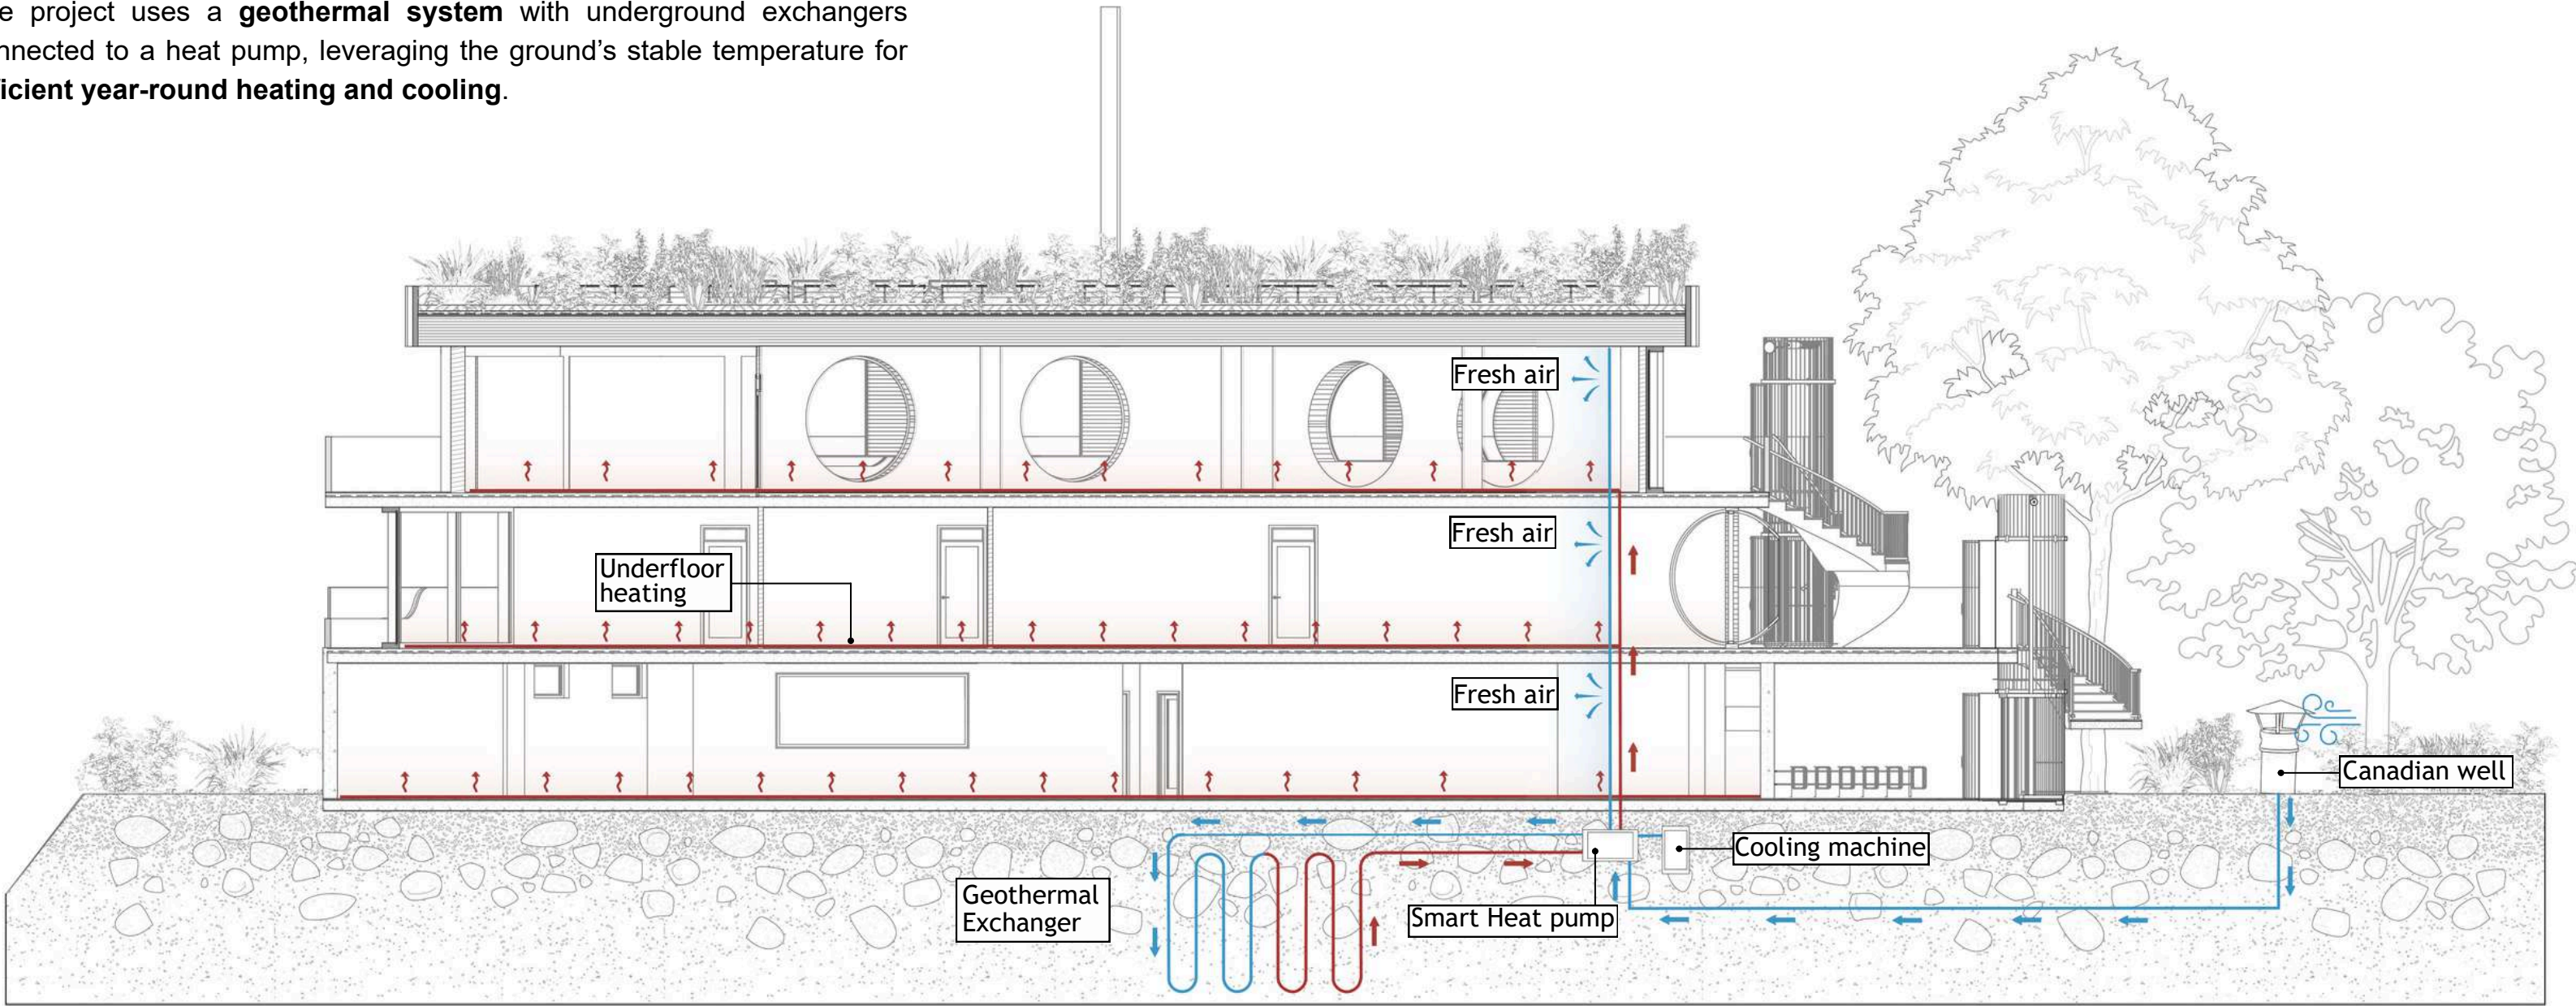 e project uses a geothermal system with underground exchangers
nnected to a heat pump, leveraging the ground's stable temperature for
icient year-round heating and cooling.
Fresh air
Fresh air
Underfloor
heating
Fresh air
Canadian well
Cooling machine
Geothermal
Exchanger
Smart Heat pump